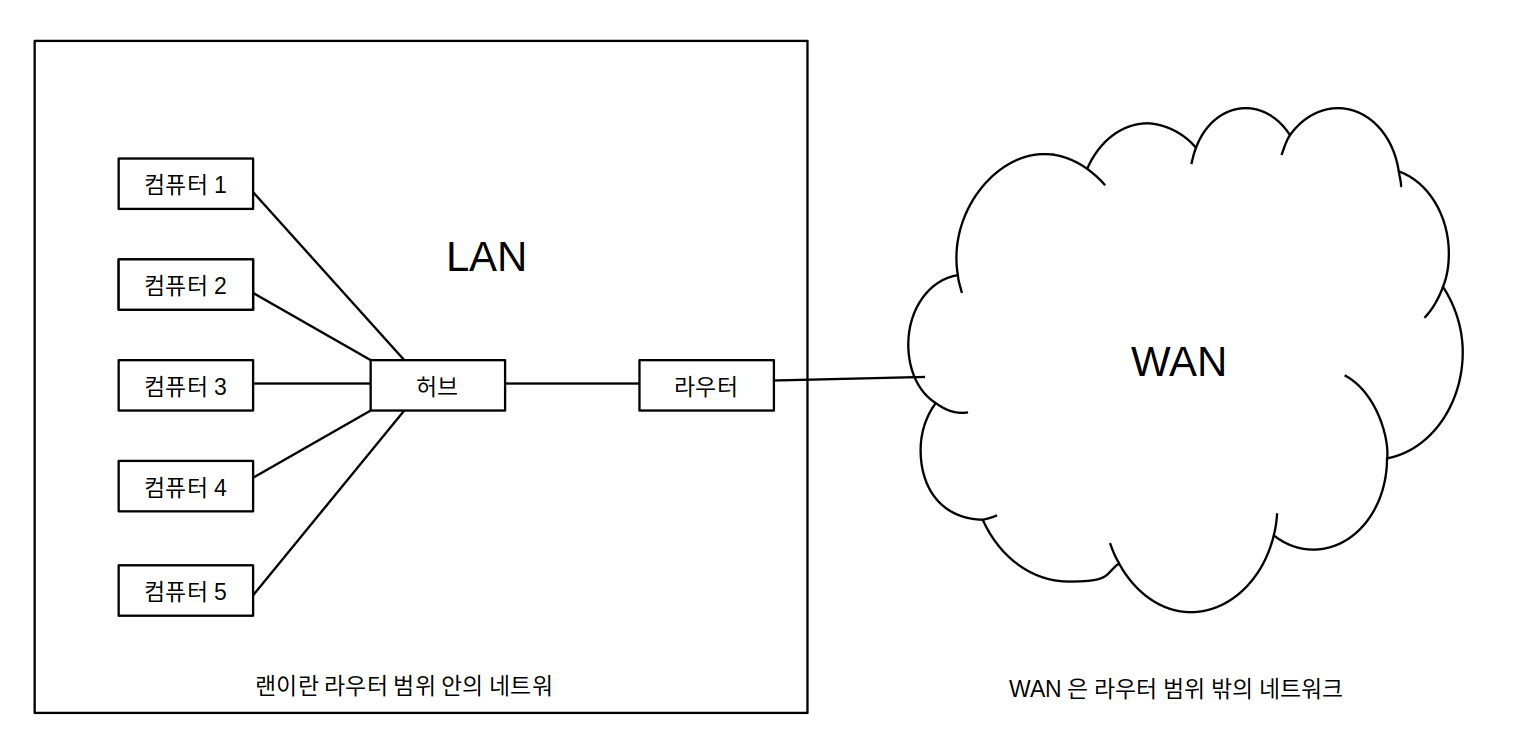 컴퓨터 1
컴퓨터 2
컴퓨터 3
컴퓨터 4
컴퓨터 5
LAN
허브
라우터
랜이란 라우터 범위 안의 네트워
WAN
WAN 은 라우터 범위 밖의 네트워크